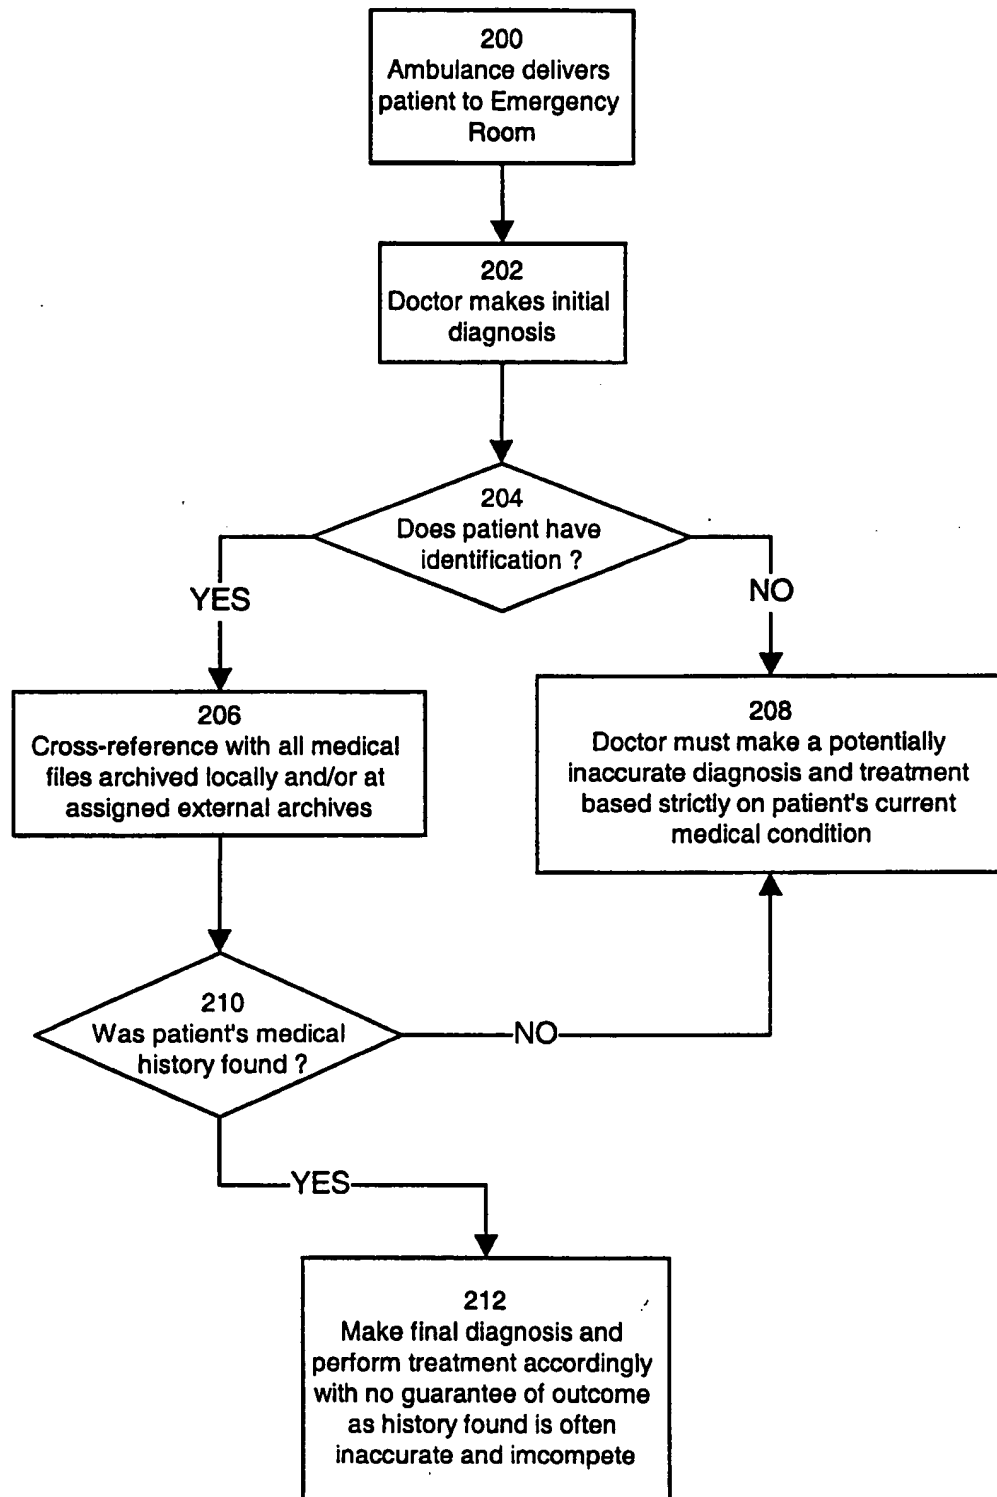 200
Ambulance delivers
patient to Emergency
Room
202
Doctor makes initial
diagnosis
204
Does patient have
identification ?
YES
NO
206
Cross-reference with all medical
files archived locally and/or at
assigned external archives
208
Doctor must make a potentially
inaccurate diagnosis and treatment
based strictly on patient's current
medical condition
210
Was patient's medical
history found ?
NO
YES
212
Make final diagnosis and
perform treatment accordingly
with no guarantee of outcome
as history found is often
inaccurate and imcompete